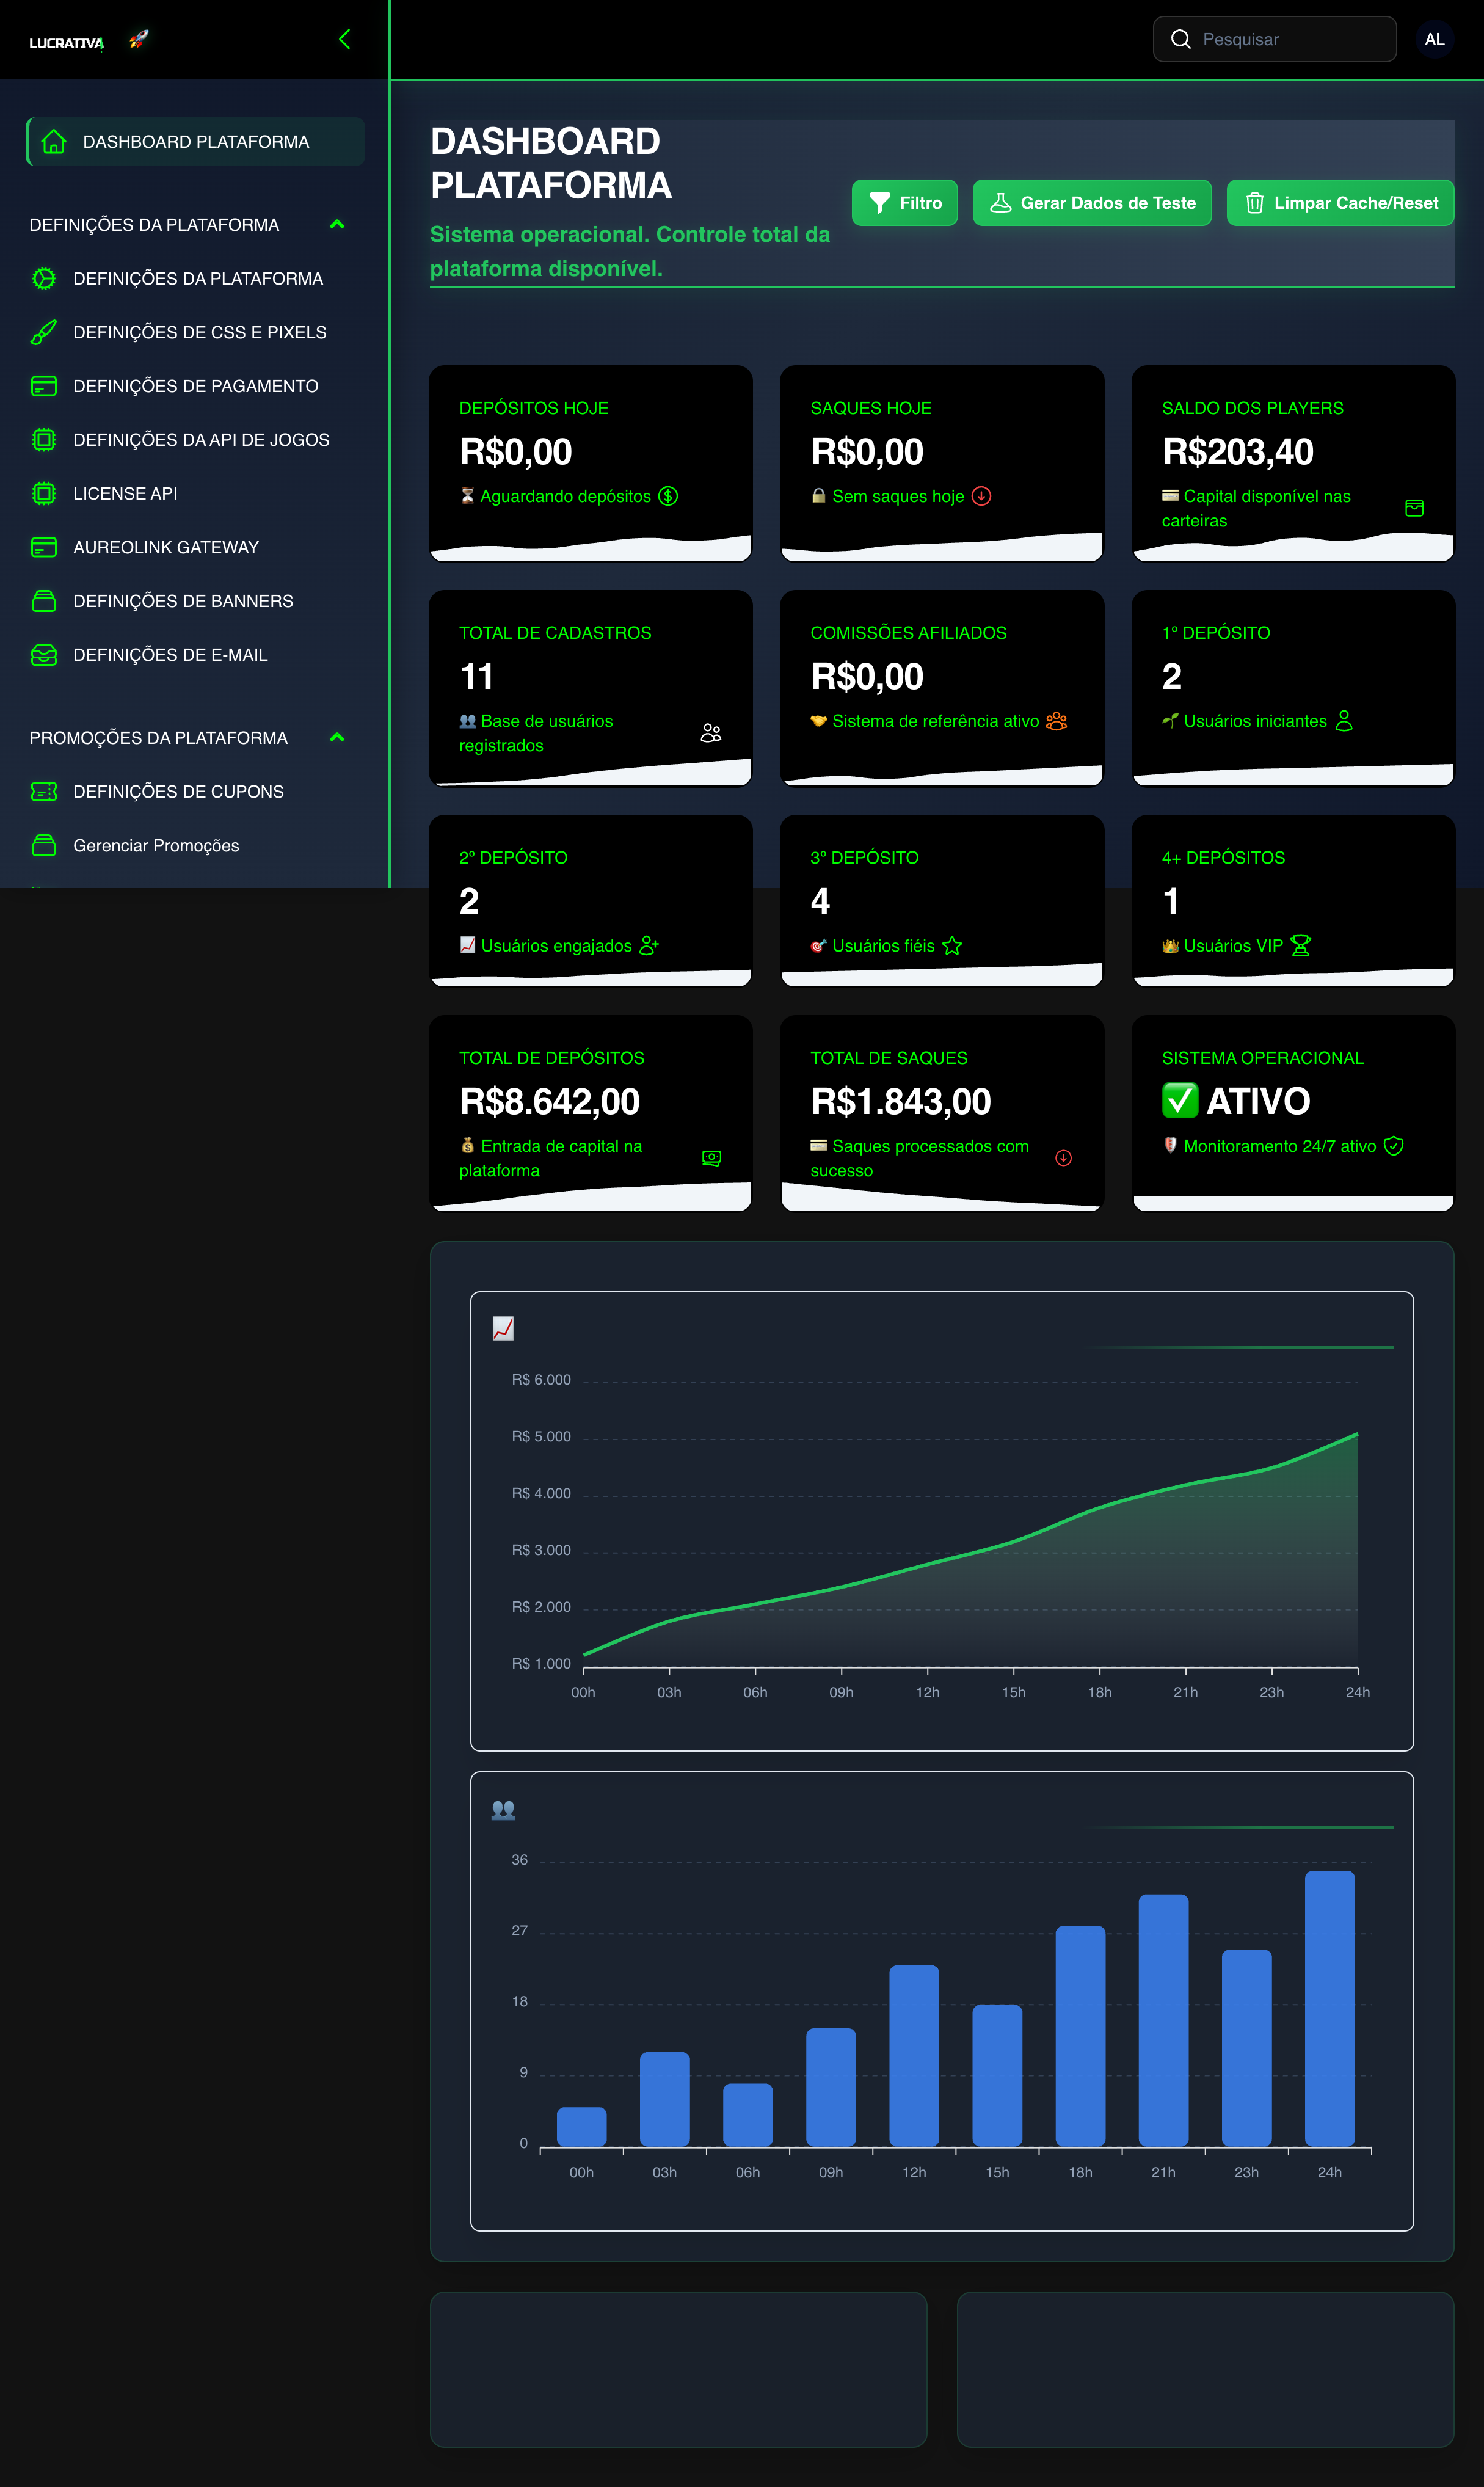 LUCRATIVA
Pesquisar
AL
DASHBOARD PLATAFORMA
DEFINIÇÕES DA PLATAFORMA
DEFINIÇÕES DA PLATAFORMA
DEFINIÇÕES DE CSS E PIXELS
DEFINIÇÕES DE PAGAMENTO
DEFINIÇÕES DA API DE JOGOS
LICENSE API
AUREOLINK GATEWAY
DEFINIÇÕES DE BANNERS
DEFINIÇÕES DE E-MAIL
PROMOÇÕES DA PLATAFORMA
DEFINIÇÕES DE CUPONS
Gerenciar Promoções
DASHBOARD
PLATAFORMA
Sistema operacional. Controle total da
plataforma disponível.
Filtro
Gerar Dados de Teste
Limpar Cache/Reset
DEPÓSITOS HOJE
R$0,00
⏳ Aguardando depósitos
SAQUES HOJE
R$0,00
🔒 Sem saques hoje
SALDO DOS PLAYERS
R$203,40
💳 Capital disponível nas
carteiras
TOTAL DE CADASTROS
11
👥 Base de usuários
registrados
COMISSÕES AFILIADOS
R$0,00
🤝 Sistema de referência ativo
1º DEPÓSITO
2
🌱 Usuários iniciantes
2º DEPÓSITO
2
📈 Usuários engajados
3º DEPÓSITO
4
🎯 Usuários fiéis
4+ DEPÓSITOS
1
👑 Usuários VIP
TOTAL DE DEPÓSITOS
R$8.642,00
💰 Entrada de capital na
plataforma
TOTAL DE SAQUES
R$1.843,00
💳 Saques processados com
sucesso
SISTEMA OPERACIONAL
✅ ATIVO
🛡️ Monitoramento 24/7 ativo
📈
R$ 6.000
R$ 5.000
R$ 4.000
R$ 3.000
R$ 2.000
R$ 1.000
00h 03h 06h 09h 12h 15h 18h 21h 23h 24h
👥
36
27
18
9
0
00h 03h 06h 09h 12h 15h 18h 21h 23h 24h